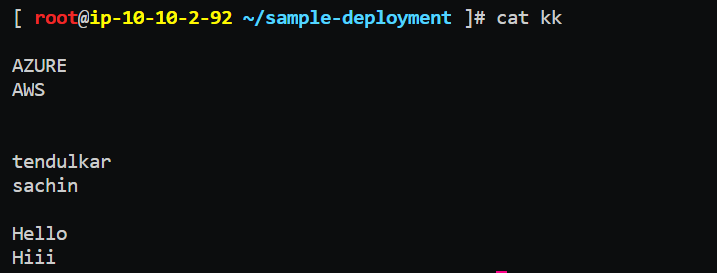 [ root@ip-10-10-2-92 ~/sample-deployment ]# cat kk
AZURE
AWS
tendulkar
sachin
Hello
Hiii